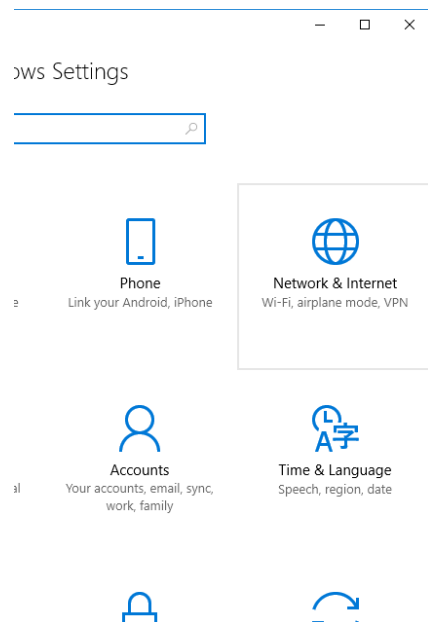 ows Settings
Phone
Link your Android, iPhone
Network & Internet
Wi-Fi, airplane mode, VPN
Accounts
Your accounts, email, sync,
work, family
Time & Language
Speech, region, date